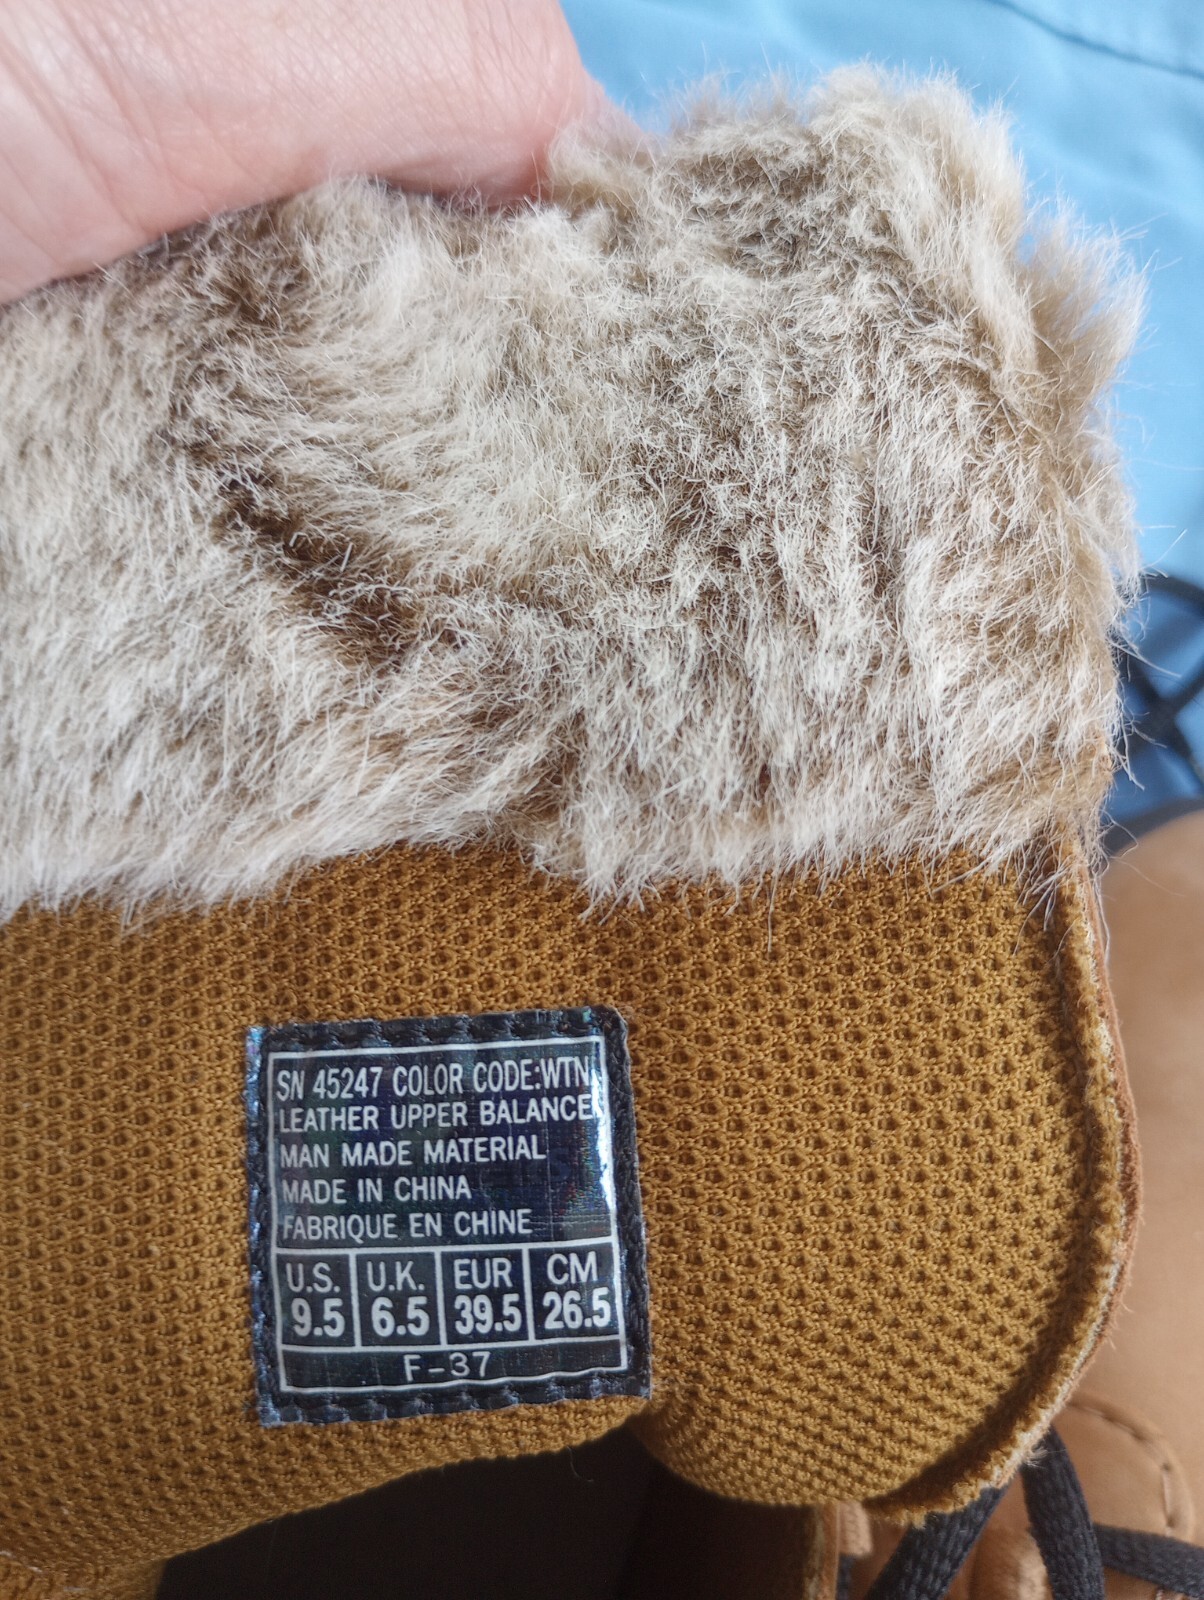 SN 45247 COLOR CODE:WTN
LEATHER UPPER BALANCE
MAN MADE MATERIAL
MADE IN CHINA
FABRIQUE EN CHINE
U.S. U.K. EUR CM
9.5 6.5 39.5 26.5
F-37